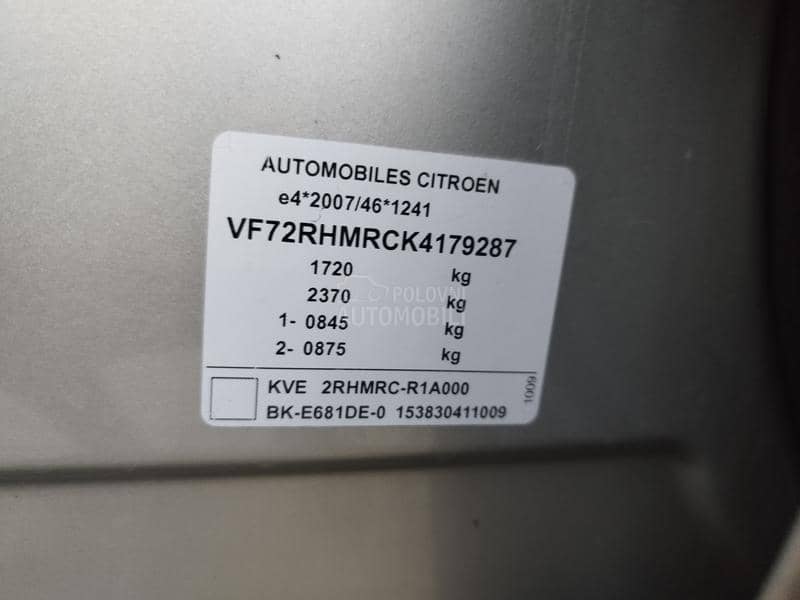 AUTOMOBILES CITROEN
e4*2007/46*1241
VF72RHMRCK4179287
1720 kg
2370 kg
1- 0845 kg
2- 0875 kg
KVE 2RHMRC-R1A000
BK-E681DE-0 153830411009
1009
POLOVNI
AUTOMOBILI